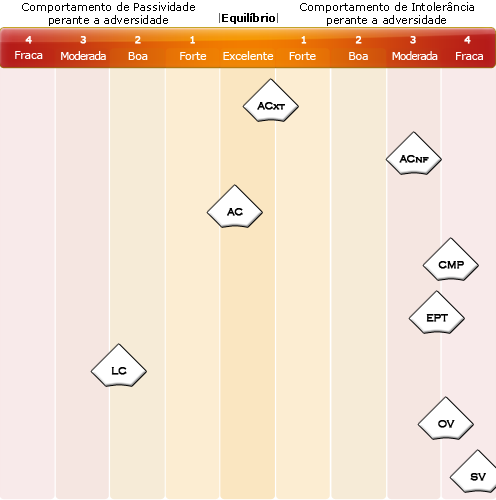 Comportamento de Passividade
perante a adversidade
|Equilíbrio|
Comportamento de Intolerância
perante a adversidade
4 3 2 1 1 2 3 4
Fraca Moderada Boa Forte Excelente Forte Boa Moderada Fraca
ACXT
ACNF
AC
CMP
EPT
LC
OV
SV